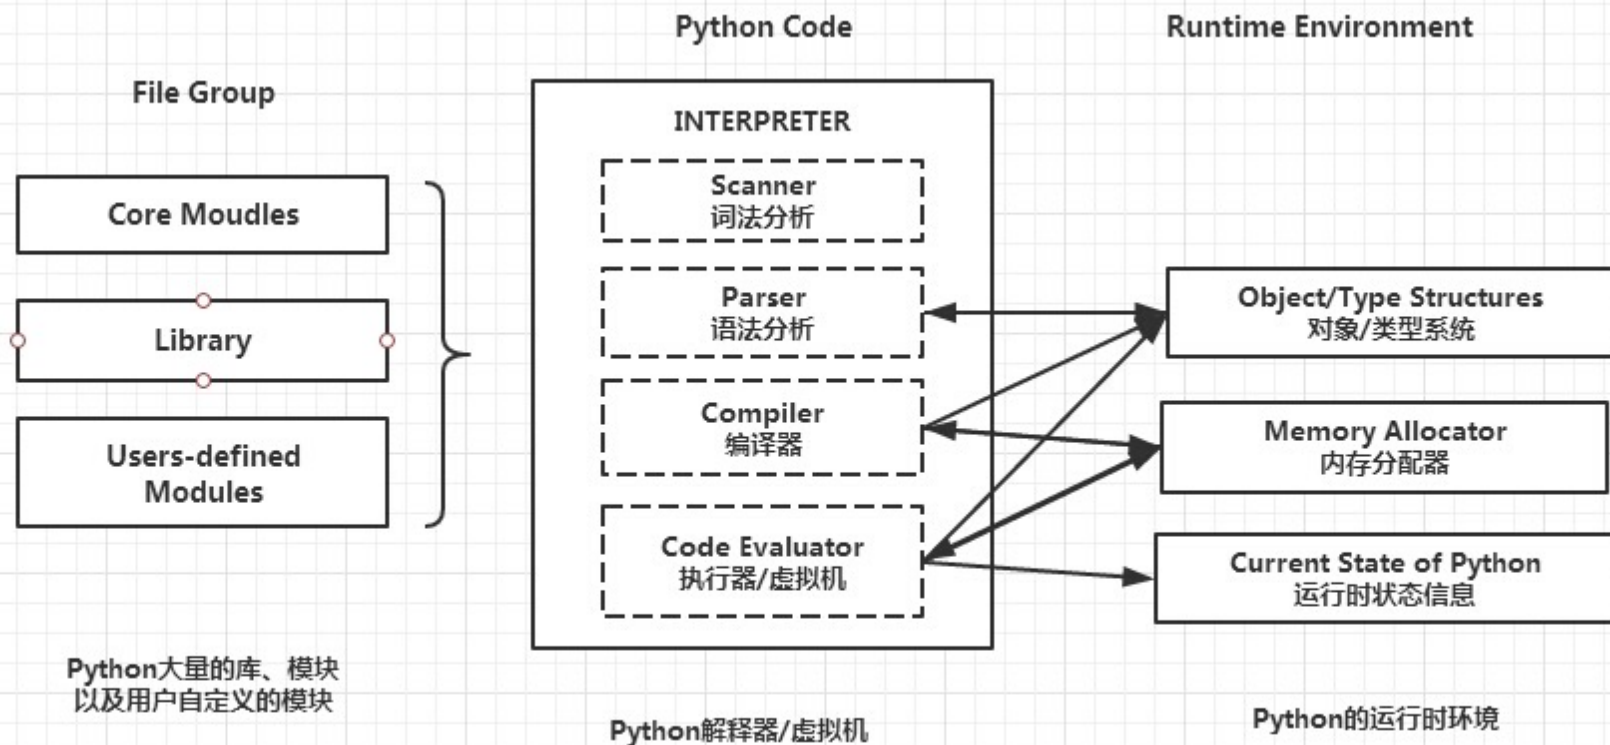 File Group
Core Moudles
Library
Users-defined
Modules
Python大量的库、模块
以及用户自定义的模块
Python Code
INTERPRETER
Scanner
词法分析
Parser
语法分析
Compiler
编译器
Code Evaluator
执行器/虚拟机
Python解释器/虚拟机
Runtime Environment
Object/Type Structures
对象/类型系统
Memory Allocator
内存分配器
Current State of Python
运行时状态信息
Python的运行时环境